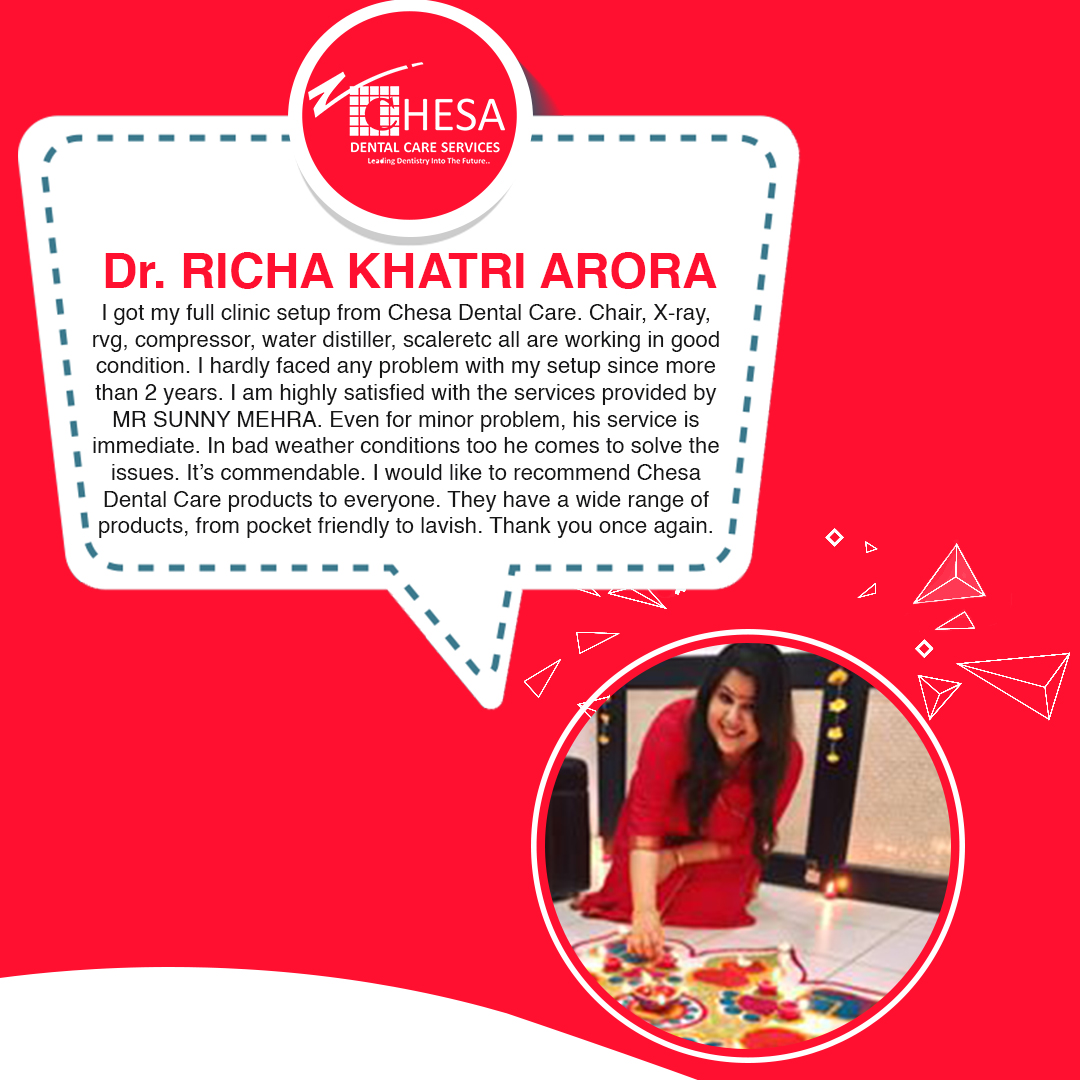 CHESA
DENTAL CARE SERVICES
Leading Dentistry Into The Future..
Dr. RICHA KHATRI ARORA
I got my full clinic setup from Chesa Dental Care. Chair, X-ray,
rvg, compressor, water distiller, scaleretc all are working in good
condition. I hardly faced any problem with my setup since more
than 2 years. I am highly satisfied with the services provided by
MR SUNNY MEHRA. Even for minor problem, his service is
immediate. In bad weather conditions too he comes to solve the
issues. It’s commendable. I would like to recommend Chesa
Dental Care products to everyone. They have a wide range of
products, from pocket friendly to lavish. Thank you once again.